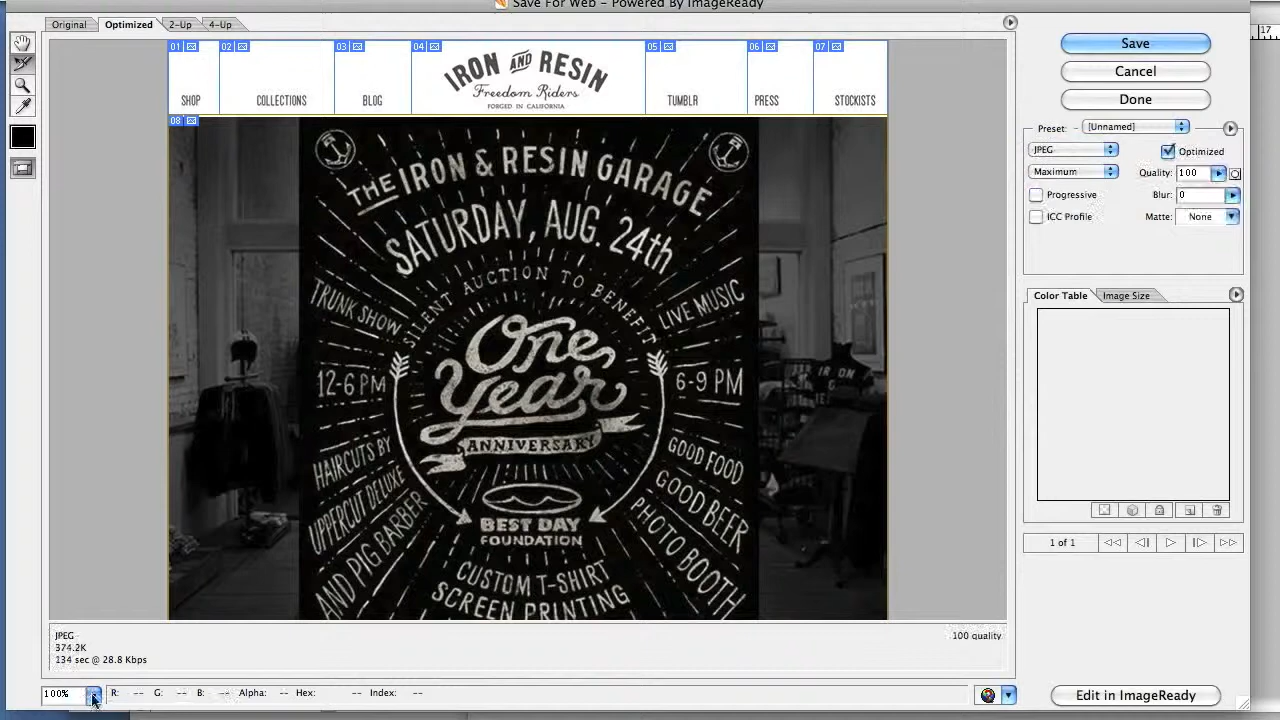 Save For Web – Powered By ImageReady
Original
Optimized
2-Up
4-Up
17
Save
Cancel
Done
Preset:
[Unnamed]
JPEG
Optimized
Maximum
Quality: 100
Progressive
Blur: 0
ICC Profile
Matte: None
Color Table
Image Size
1 of 1
01
02
03
04
05
06
07
IRON AND RESIN
Freedom Riders
FORGED IN CALIFORNIA
SHOP
COLLECTIONS
BLOG
TUMBLR
PRESS
STOCKISTS
08
THE IRON & RESIN GARAGE
SATURDAY, AUG. 24th
SILENT AUCTION TO BENEFIT
TRUNK SHOW
LIVE MUSIC
One
Year
ANNIVERSARY
12-6 PM
6-9 PM
HAIRCUTS BY
UPPERCUT DELUXE
AND PIG BARBER
GOOD FOOD
GOOD BEER
PHOTO BOOTH
BEST DAY
FOUNDATION
CUSTOM T-SHIRT
SCREEN PRINTING
JPEG
374.2K
134 sec @ 28.8 Kbps
100 quality
100%
R: -- G: -- B: -- Alpha: -- Hex: -- Index: --
Edit in ImageReady